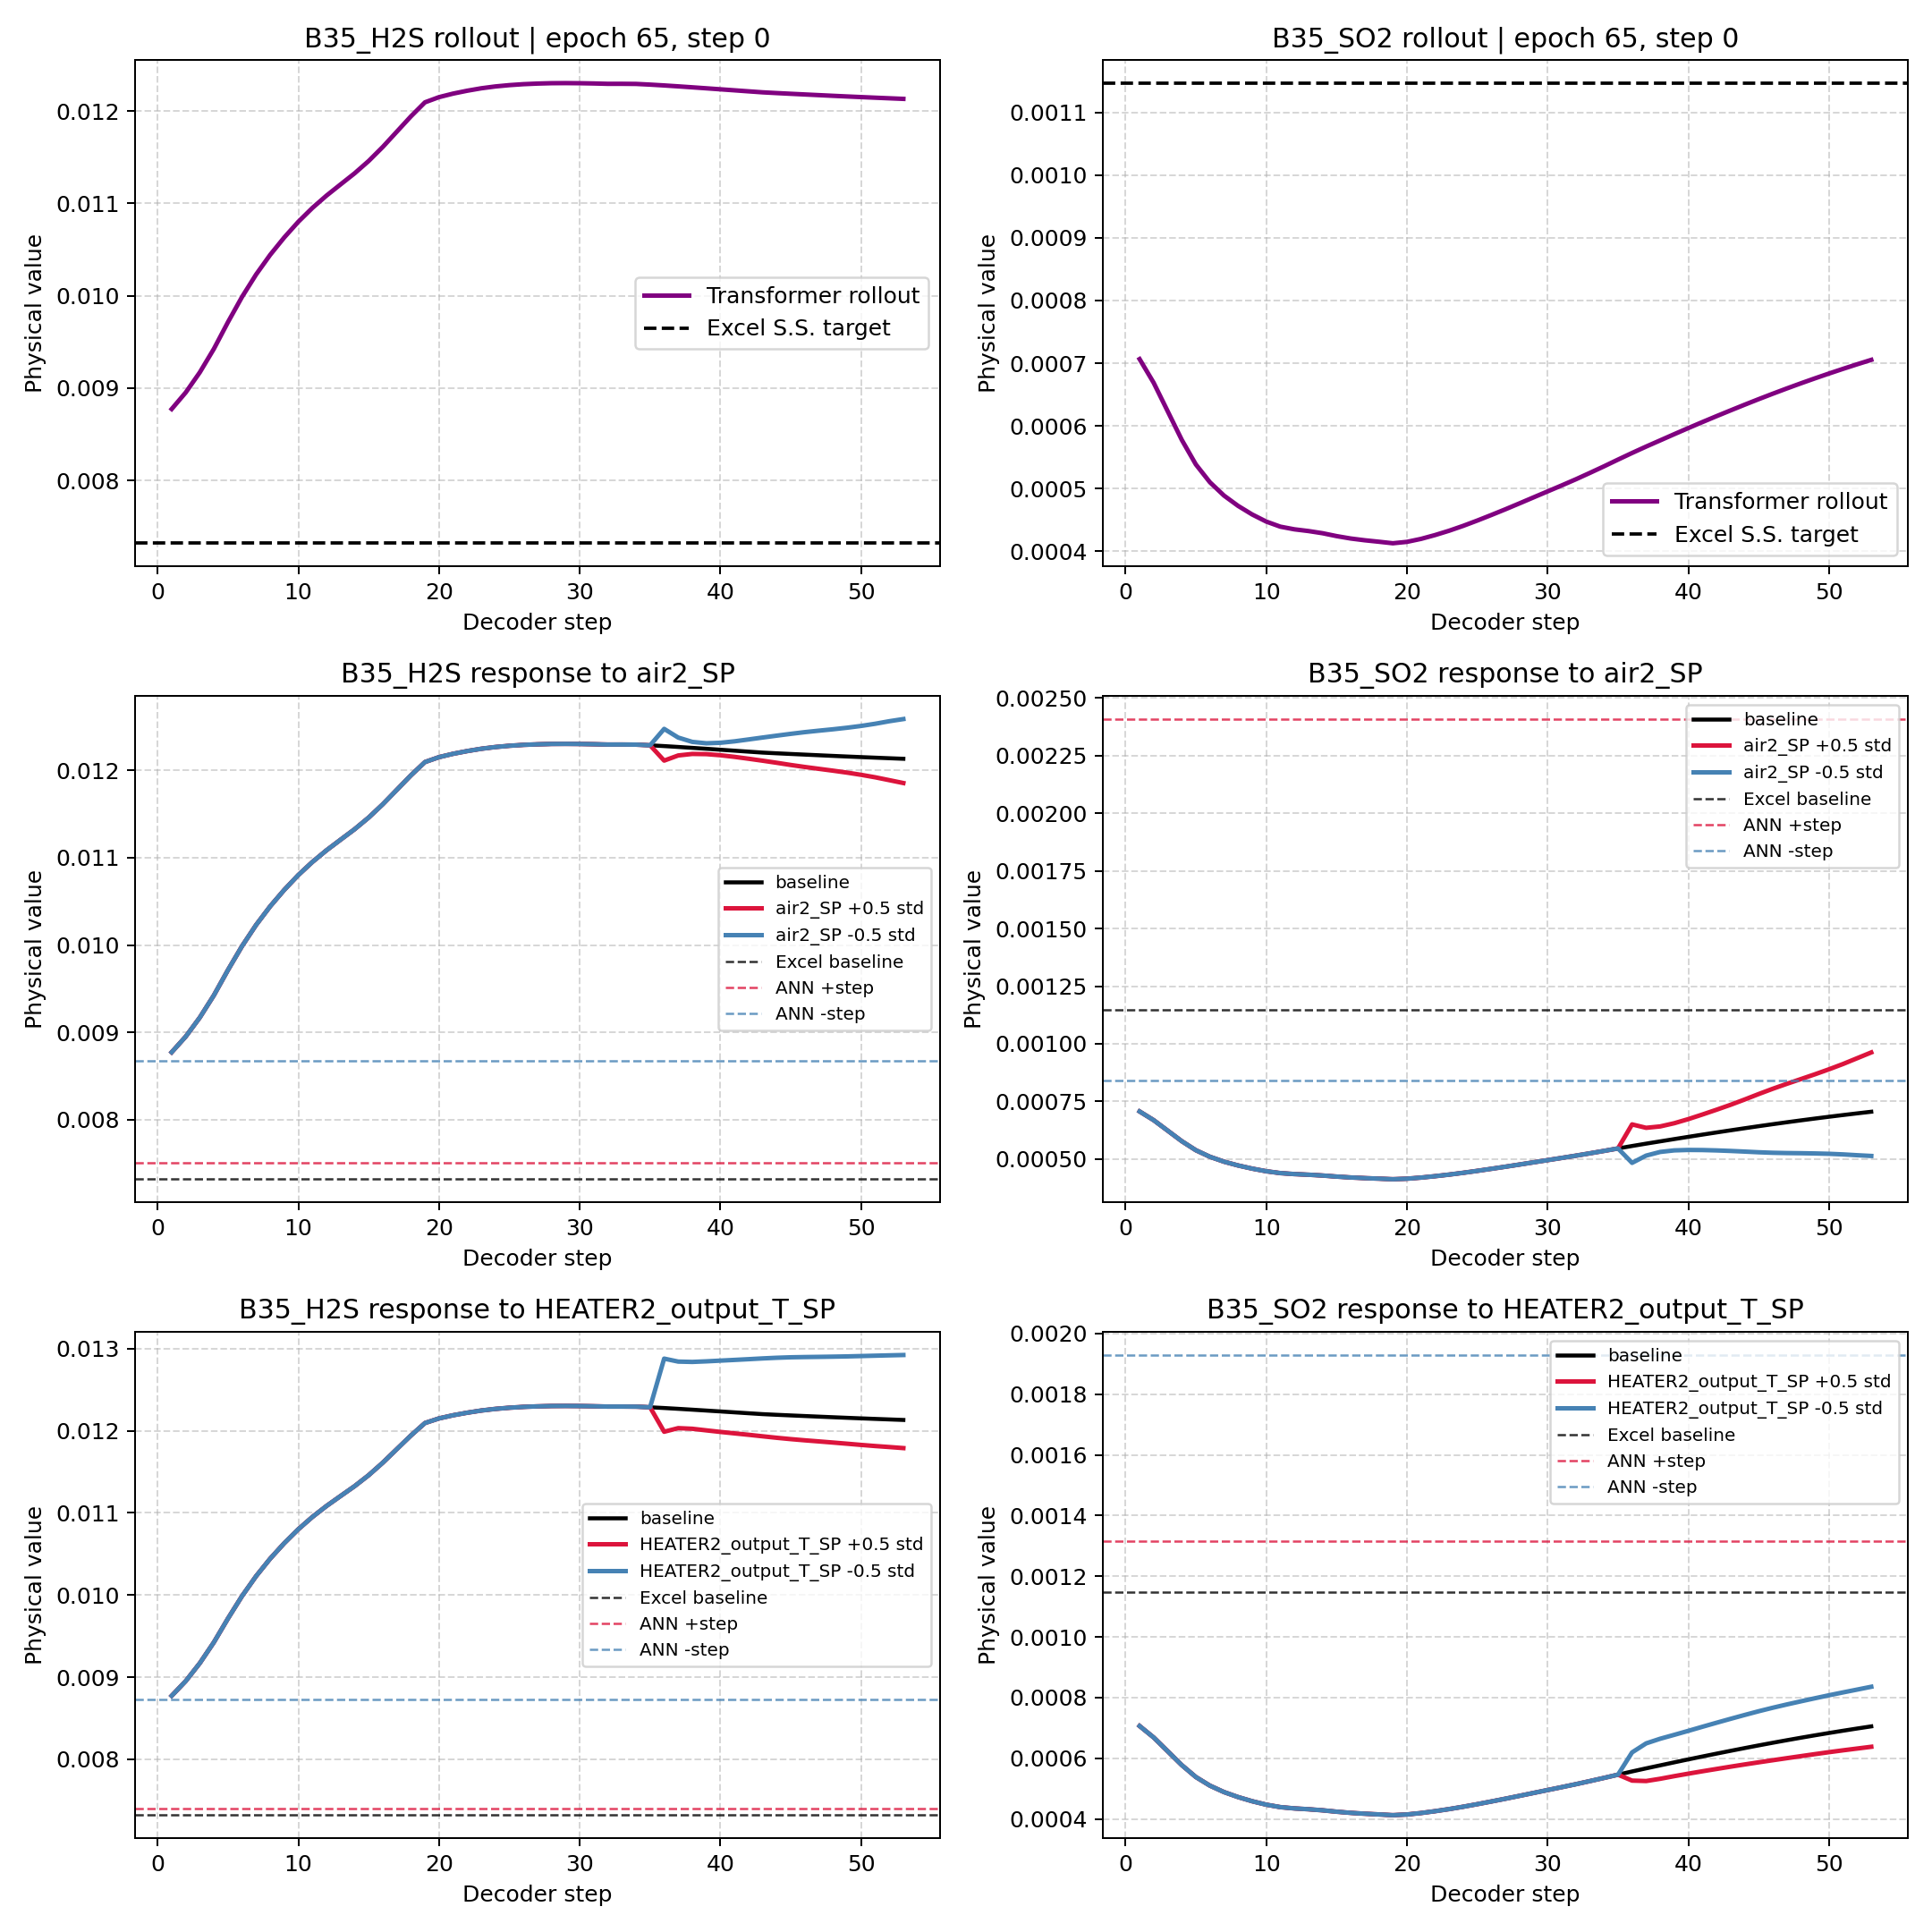 B35_H2S rollout | epoch 65, step 0
Physical value
0.012
0.011
0.010
0.009
0.008
Transformer rollout
Excel S.S. target
0 10 20 30 40 50
Decoder step
B35_SO2 rollout | epoch 65, step 0
Physical value
0.0011
0.0010
0.0009
0.0008
0.0007
0.0006
0.0005
0.0004
Transformer rollout
Excel S.S. target
0 10 20 30 40 50
Decoder step
B35_H2S response to air2_SP
Physical value
0.012
0.011
0.010
0.009
0.008
baseline
air2_SP +0.5 std
air2_SP -0.5 std
Excel baseline
ANN +step
ANN -step
0 10 20 30 40 50
Decoder step
B35_SO2 response to air2_SP
Physical value
0.00250
0.00225
0.00200
0.00175
0.00150
0.00125
0.00100
0.00075
0.00050
baseline
air2_SP +0.5 std
air2_SP -0.5 std
Excel baseline
ANN +step
ANN -step
0 10 20 30 40 50
Decoder step
B35_H2S response to HEATER2_output_T_SP
Physical value
0.013
0.012
0.011
0.010
0.009
0.008
baseline
HEATER2_output_T_SP +0.5 std
HEATER2_output_T_SP -0.5 std
Excel baseline
ANN +step
ANN -step
0 10 20 30 40 50
Decoder step
B35_SO2 response to HEATER2_output_T_SP
Physical value
0.0020
0.0018
0.0016
0.0014
0.0012
0.0010
0.0008
0.0006
0.0004
baseline
HEATER2_output_T_SP +0.5 std
HEATER2_output_T_SP -0.5 std
Excel baseline
ANN +step
ANN -step
0 10 20 30 40 50
Decoder step